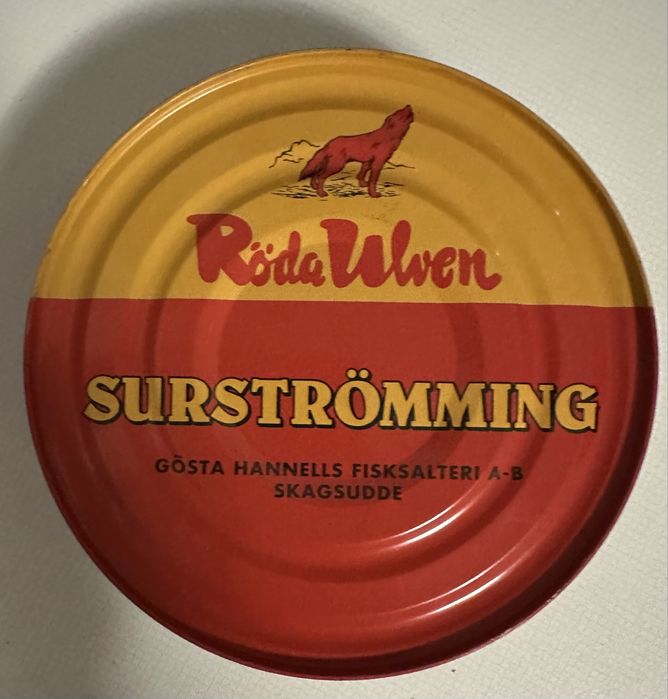 Röda Ulven
SURSTRÖMMING
GÖSTA HANNELLS FISKSALTERI A-B
SKAGSUDDE